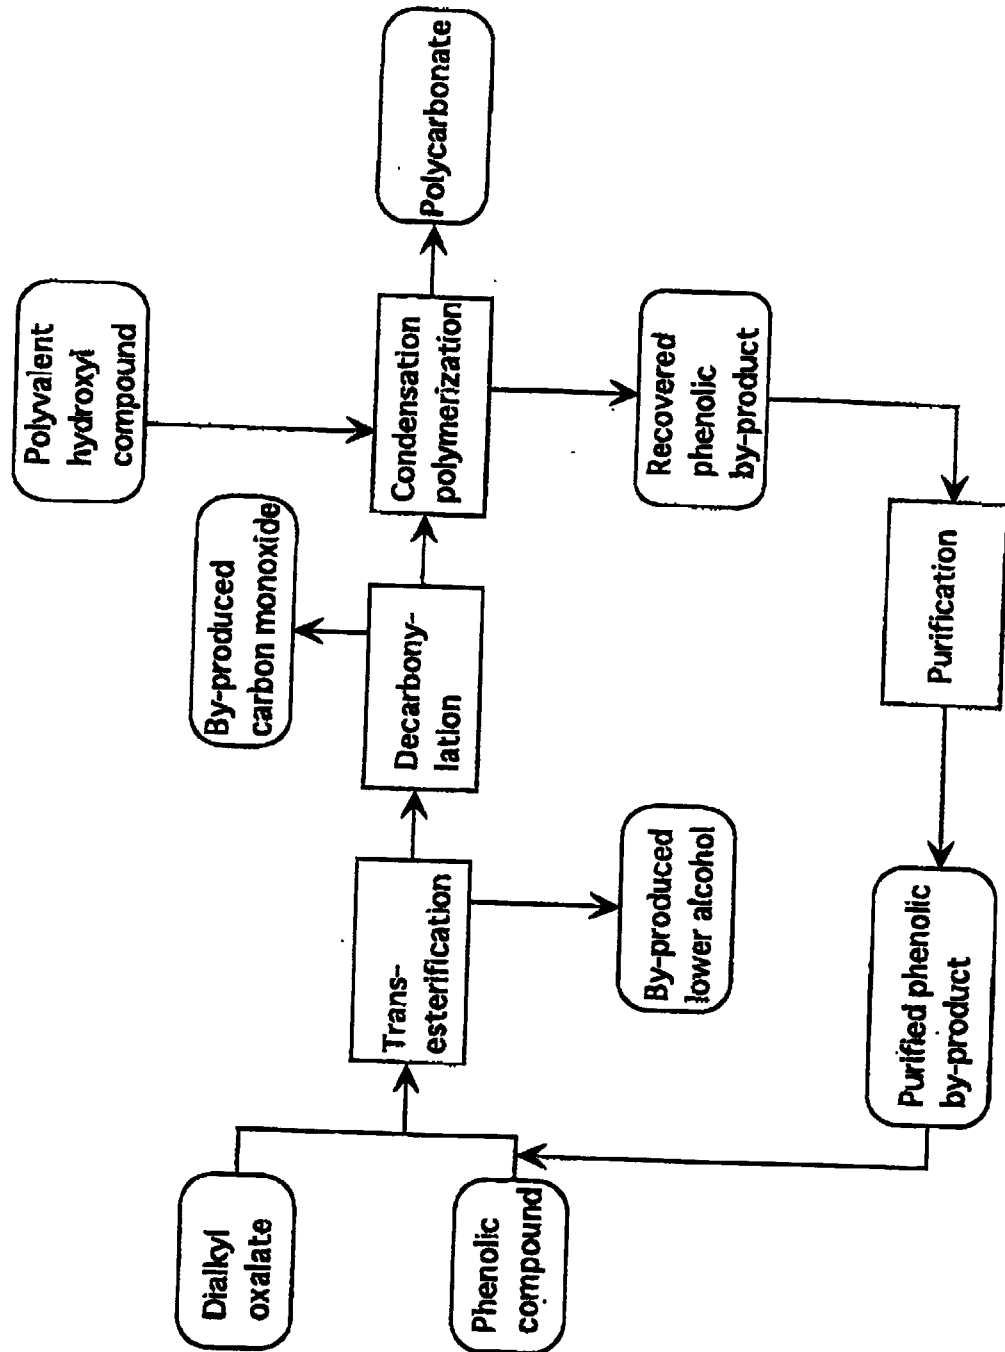 Dialkyl
oxalate
Phenolic
compound
Trans-
esterification
By-produced
lower alcohol
Decarbony-
lation
By-produced
carbon monoxide
Polyvalent
hydroxyl
compound
Condensation
polymerization
Polycarbonate
Recovered
phenolic
by-product
Purification
Purified phenolic
by-product